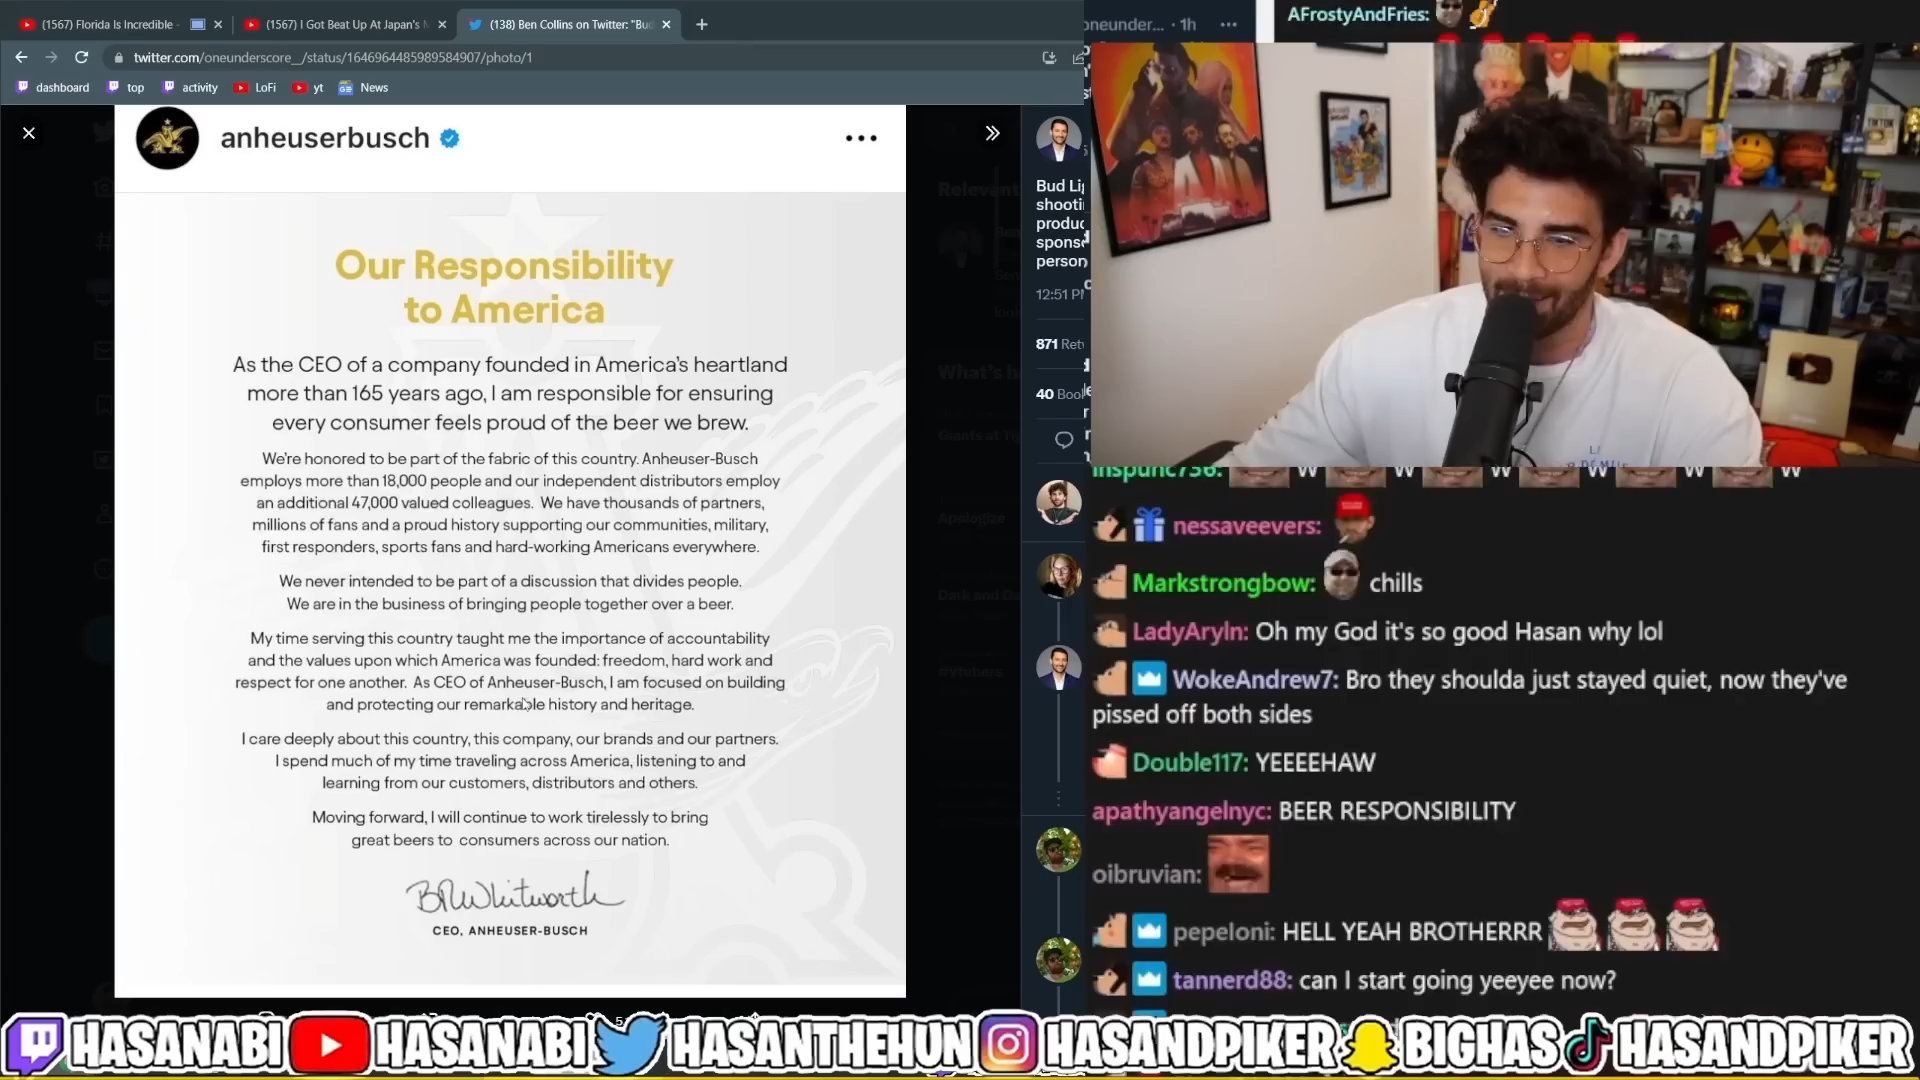 (1567) Florida Is Incredible -
(1567) I Got Beat Up At Japan's
(138) Ben Collins on Twitter: "Bud
twitter.com/oneunderscore__/status/1646964485989584907/photo/1
dashboard
top
activity
LoFi
yt
News
anheuserbusch
Our Responsibility
to America
As the CEO of a company founded in America's heartland
more than 165 years ago, I am responsible for ensuring
every consumer feels proud of the beer we brew.
We're honored to be part of the fabric of this country. Anheuser-Busch
employs more than 18,000 people and our independent distributors employ
an additional 47,000 valued colleagues. We have thousands of partners,
millions of fans and a proud history supporting our communities, military,
first responders, sports fans and hard-working Americans everywhere.
We never intended to be part of a discussion that divides people.
We are in the business of bringing people together over a beer.
My time serving this country taught me the importance of accountability
and the values upon which America was founded: freedom, hard work and
respect for one another. As CEO of Anheuser-Busch, I am focused on building
and protecting our remarkable history and heritage.
I care deeply about this country, this company, our brands and our partners.
I spend much of my time traveling across America, listening to and
learning from our customers, distributors and others.
Moving forward, I will continue to work tirelessly to bring
great beers to consumers across our nation.
BRWhitworth
CEO, ANHEUSER-BUSCH
oneunder... · 1h
Bud Lig
shooti
produc
sponso
person
12:51 PM
871 Retw
40 Book
AFrostyAndFries:
inspunc736: W W W W W W
nessaveevers:
Markstrongbow: chills
LadyAryln: Oh my God it's so good Hasan why lol
WokeAndrew7: Bro they shoulda just stayed quiet, now they've
pissed off both sides
Double117: YEEEEHAW
apathyangelnyc: BEER RESPONSIBILITY
oibruvian:
pepeloni: HELL YEAH BROTHERRR
tannerd88: can I start going yeeyee now?
HASANABI HASANABI HASANTHEHUN HASANDPIKER BIGHAS HASANDPIKER